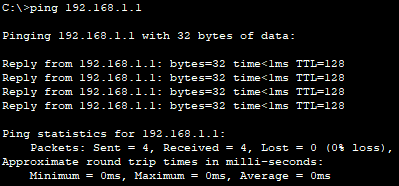 C:\>ping 192.168.1.1
Pinging 192.168.1.1 with 32 bytes of data:
Reply from 192.168.1.1: bytes=32 time<1ms TTL=128
Reply from 192.168.1.1: bytes=32 time<1ms TTL=128
Reply from 192.168.1.1: bytes=32 time<1ms TTL=128
Reply from 192.168.1.1: bytes=32 time<1ms TTL=128
Ping statistics for 192.168.1.1:
    Packets: Sent = 4, Received = 4, Lost = 0 (0% loss),
Approximate round trip times in milli-seconds:
    Minimum = 0ms, Maximum = 0ms, Average = 0ms